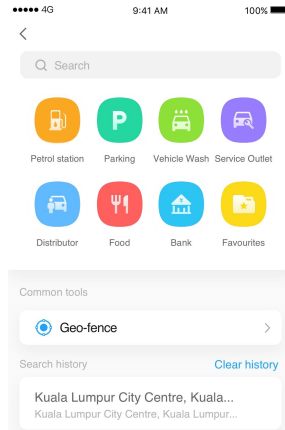 4G 9:41 AM 100%
Search
Petrol station Parking Vehicle Wash Service Outlet
P
Distributor Food Bank Favourites
Common tools
Geo-fence
Search history Clear history
Kuala Lumpur City Centre, Kuala...
Kuala Lumpur City Centre, Kuala Lumpur...